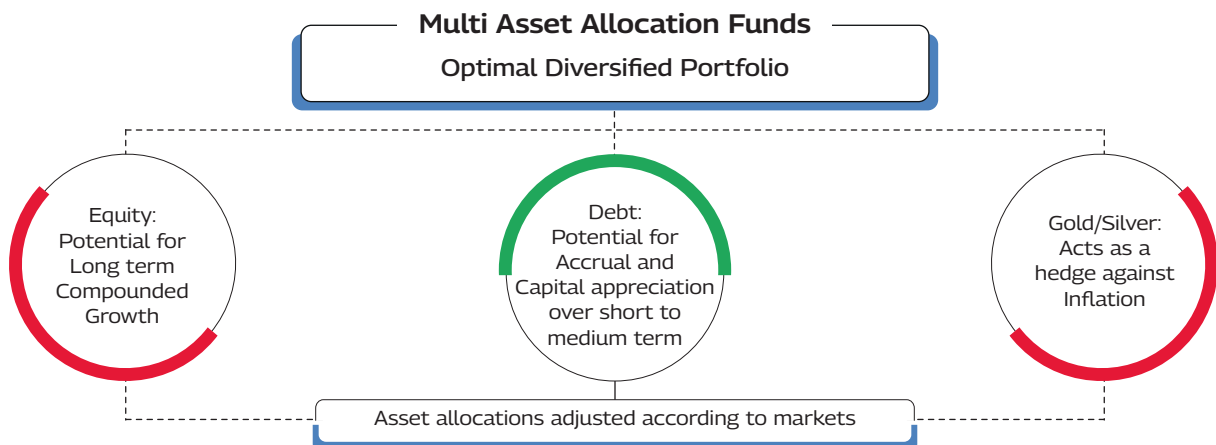 Multi Asset Allocation Funds
Optimal Diversified Portfolio
Equity:
Potential for
Long term
Compounded
Growth
Debt:
Potential for
Accrual and
Capital appreciation
over short to
medium term
Gold/Silver:
Acts as a
hedge against
Inflation
Asset allocations adjusted according to markets